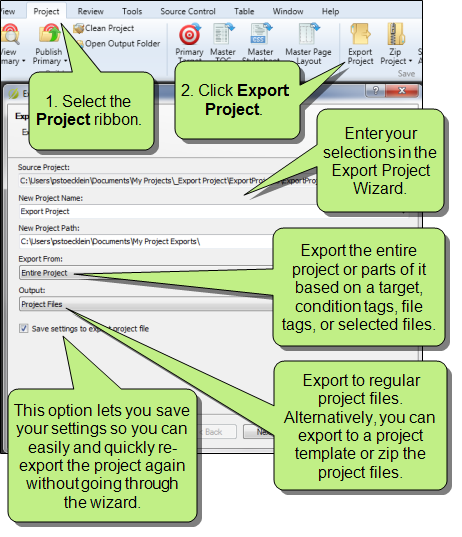 View Project Review Tools Source Control Table Window Help
View Primary
Publish Primary
Clean Project
Open Output Folder
Primary Target
Master TOC
Master Stylesheet
Master Page Layout
Export Project
Zip Project
Save
1. Select the
Project ribbon.
2. Click Export
Project.
Enter your
selections in the
Export Project
Wizard.
Source Project:
C:\Users\pstoecklein\Documents\My Projects\_Export Project\ExportProject
New Project Name:
Export Project
New Project Path:
C:\Users\pstoecklein\Documents\My Project Exports\
Export From:
Entire Project
Output:
Project Files
Save settings to export project file
Export the entire
project or parts of it
based on a target,
condition tags, file
tags, or selected files.
Export to regular
project files.
Alternatively, you can
export to a project
template or zip the
project files.
This option lets you save
your settings so you can
easily and quickly re-
export the project again
without going through
the wizard.
Back